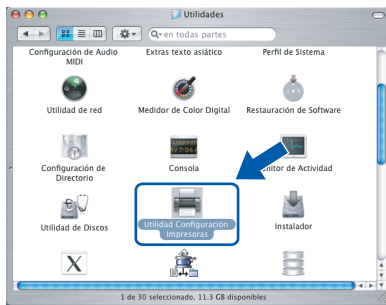 Utilidades
en todas partes
Configuración de Audio
MIDI
Extras texto asiático
Perfil de Sistema
Utilidad de red
Medidor de Color Digital
Restauración de Software
Configuración de
Directorio
Consola
Monitor de Actividad
Utilidad de Discos
Utilidad Configuración
Impresoras
Instalador
X
1 de 30 seleccionado, 11.3 GB disponibles